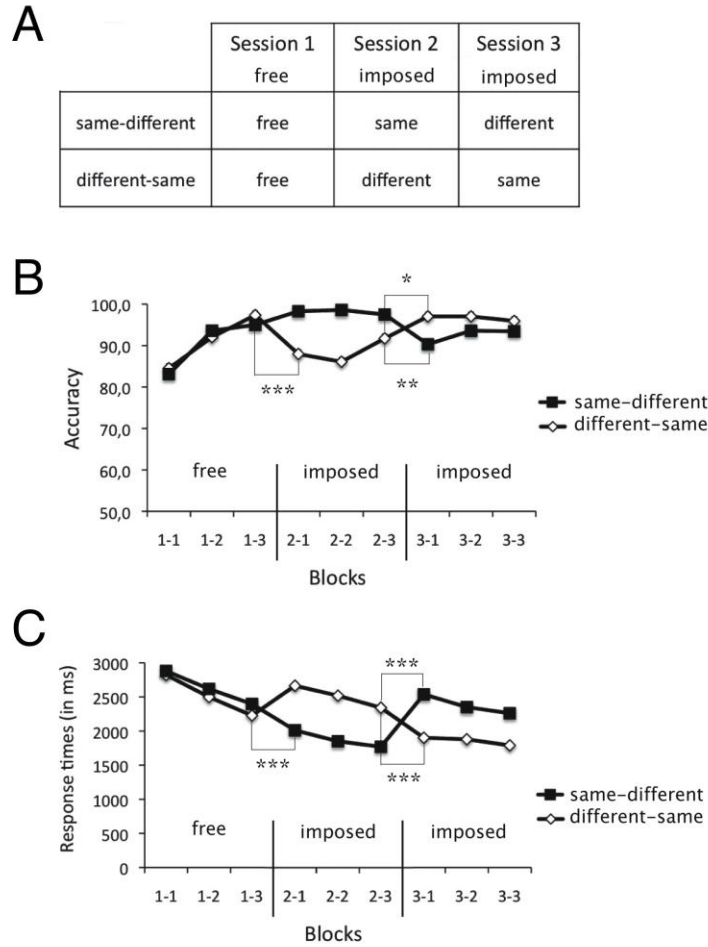 A
Session 1 Session 2 Session 3
free imposed imposed
same-different free same different
different-same free different same
B
*
100,0
90,0
80,0
70,0
60,0
50,0
Accuracy
***
**
same-different
different-same
free imposed imposed
1-1 1-2 1-3 2-1 2-2 2-3 3-1 3-2 3-3
Blocks
C
3000
2500
2000
1500
1000
500
0
Response times (in ms)
***
***
***
same-different
different-same
free imposed imposed
1-1 1-2 1-3 2-1 2-2 2-3 3-1 3-2 3-3
Blocks